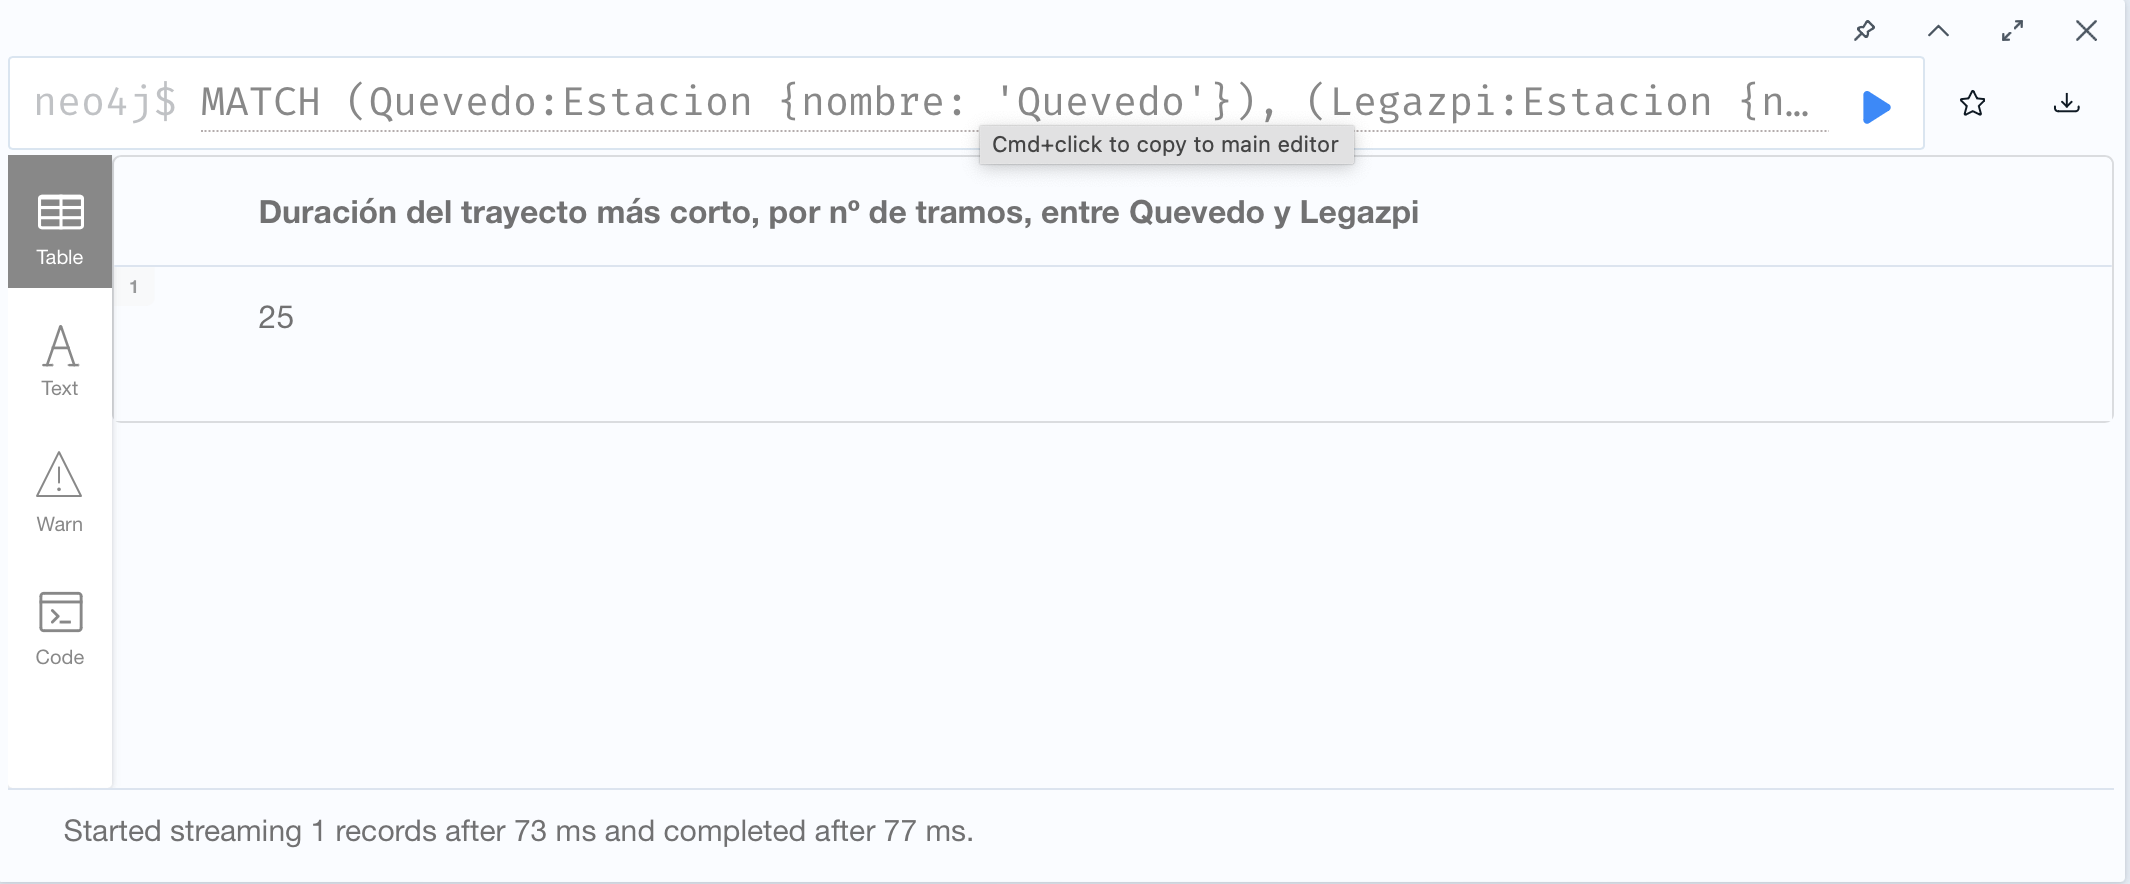 neo4j$ MATCH (Quevedo:Estacion {nombre: 'Quevedo'}), (Legazpi:Estacion {n…
Cmd+click to copy to main editor
Table
Duración del trayecto más corto, por nº de tramos, entre Quevedo y Legazpi
1
25
Text
Warn
Code
Started streaming 1 records after 73 ms and completed after 77 ms.